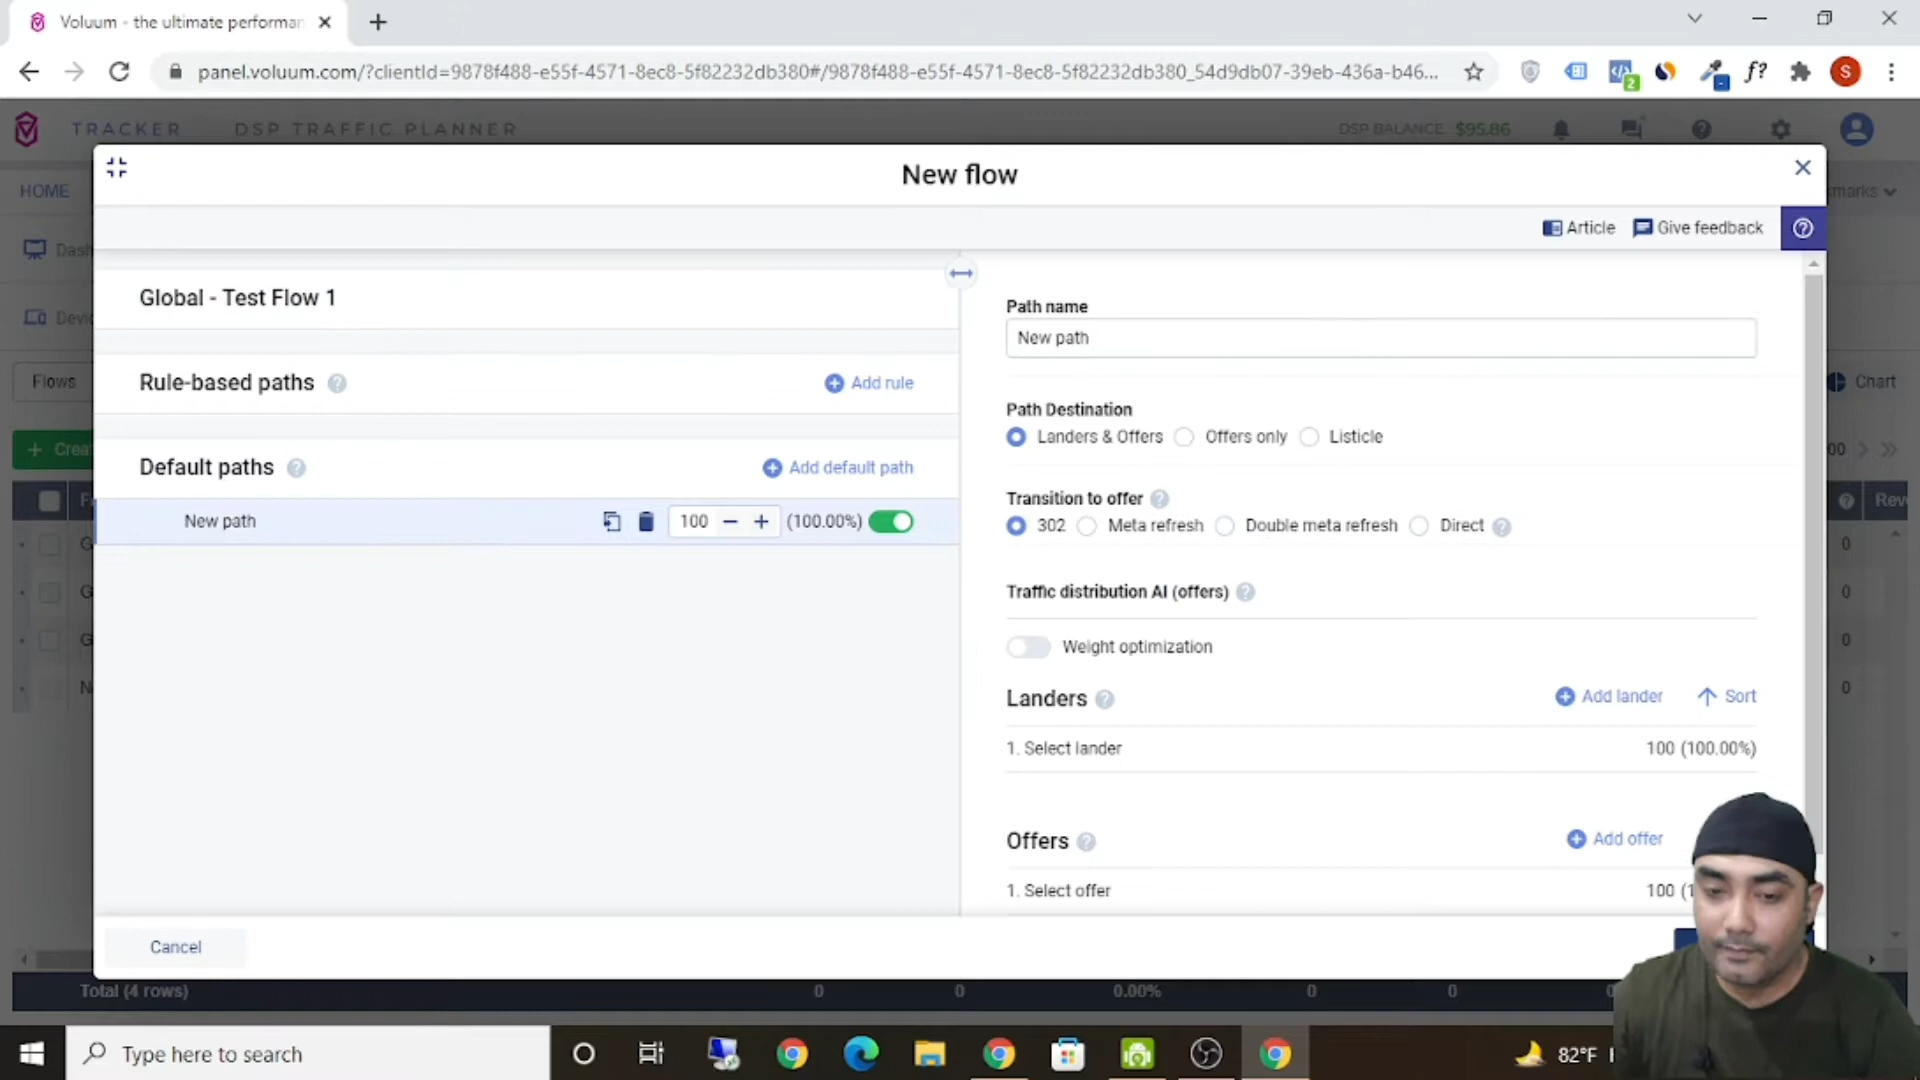 Voluum - the ultimate performan
panel.voluum.com/?clientId=9878f488-e55f-4571-8ec8-5f82232db380#/9878f488-e55f-4571-8ec8-5f82232db380_54d9db07-39eb-436a-b46...
2
f?
S
TRACKER
DSP TRAFFIC PLANNER
DSP BALANCE $95.86
New flow
HOME
Article
Give feedback
Global - Test Flow 1
Path name
New path
Rule-based paths
Add rule
Flows
Chart
Path Destination
Landers & Offers
Offers only
Listicle
Default paths
Add default path
Transition to offer
302
Meta refresh
Double meta refresh
Direct
New path
100
(100.00%)
Traffic distribution AI (offers)
Weight optimization
Landers
Add lander
Sort
1. Select lander
100 (100.00%)
Offers
Add offer
1. Select offer
100
0
0
0
0
Cancel
Total (4 rows)
0
0
0.00%
0
0
Type here to search
82°F